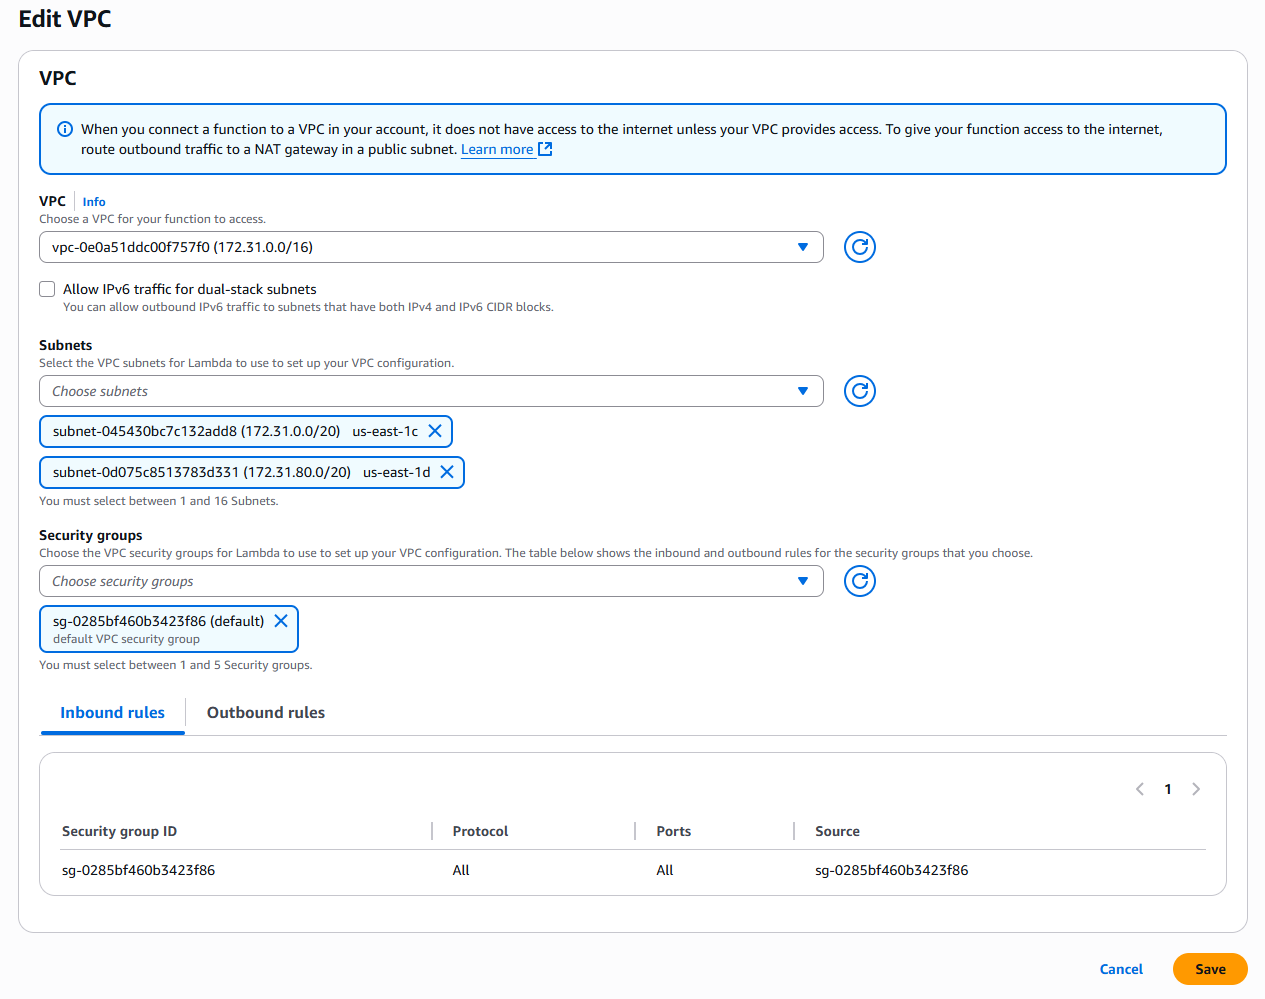 Edit VPC
VPC
When you connect a function to a VPC in your account, it does not have access to the internet unless your VPC provides access. To give your function access to the internet,
route outbound traffic to a NAT gateway in a public subnet. Learn more
VPC Info
Choose a VPC for your function to access.
vpc-0e0a51ddc00f757f0 (172.31.0.0/16)
Allow IPv6 traffic for dual-stack subnets
You can allow outbound IPv6 traffic to subnets that have both IPv4 and IPv6 CIDR blocks.
Subnets
Select the VPC subnets for Lambda to use to set up your VPC configuration.
Choose subnets
subnet-045430bc7c132add8 (172.31.0.0/20) us-east-1c
subnet-0d075c8513783d331 (172.31.80.0/20) us-east-1d
You must select between 1 and 16 Subnets.
Security groups
Choose the VPC security groups for Lambda to use to set up your VPC configuration. The table below shows the inbound and outbound rules for the security groups that you choose.
Choose security groups
sg-0285bf460b3423f86 (default)
default VPC security group
You must select between 1 and 5 Security groups.
Inbound rules Outbound rules
1
Security group ID Protocol Ports Source
sg-0285bf460b3423f86 All All sg-0285bf460b3423f86
Cancel Save